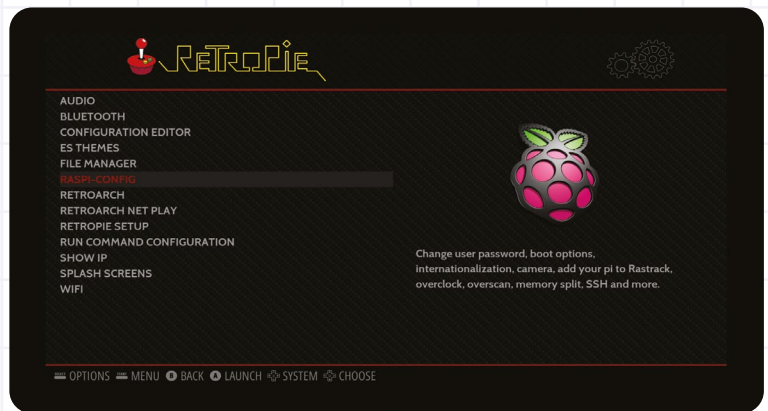 RetroPie
AUDIO
BLUETOOTH
CONFIGURATION EDITOR
ES THEMES
FILE MANAGER
RASPI-CONFIG
RETROARCH
RETROARCH NET PLAY
RETROPIE SETUP
RUN COMMAND CONFIGURATION
SHOW IP
SPLASH SCREENS
WIFI
Change user password, boot options,
internationalization, camera, add your pi to Rastrack,
overclock, overscan, memory split, SSH and more.
SELECT OPTIONS START MENU B BACK A LAUNCH SYSTEM CHOOSE